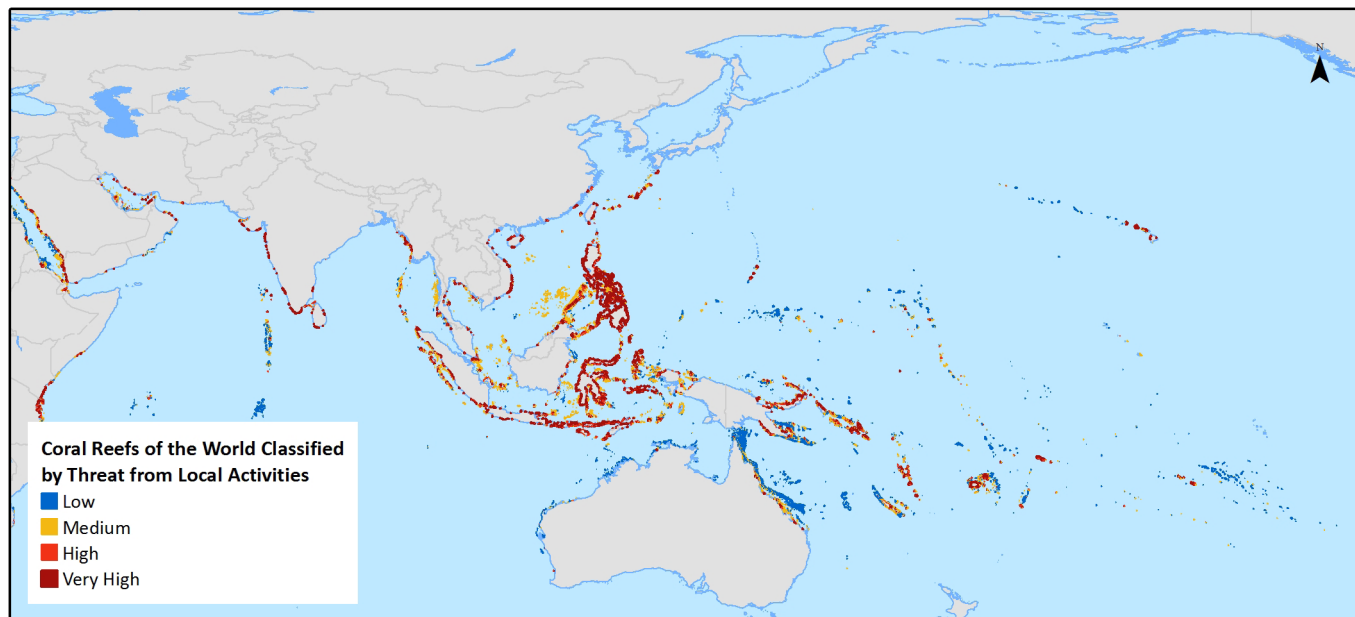 N
Coral Reefs of the World Classified
by Threat from Local Activities
Low
Medium
High
Very High